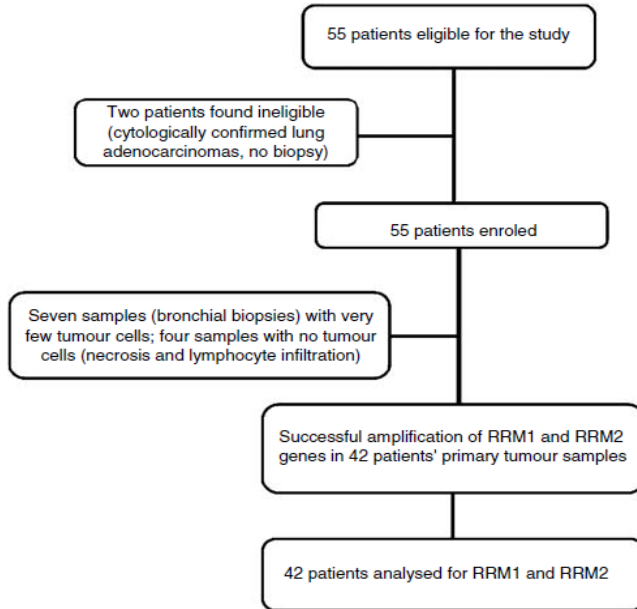 55 patients eligible for the study
Two patients found ineligible
(cytologically confirmed lung
adenocarcinomas, no biopsy)
55 patients enroled
Seven samples (bronchial biopsies) with very
few tumour cells; four samples with no tumour
cells (necrosis and lymphocyte infiltration)
Successful amplification of RRM1 and RRM2
genes in 42 patients' primary tumour samples
42 patients analysed for RRM1 and RRM2